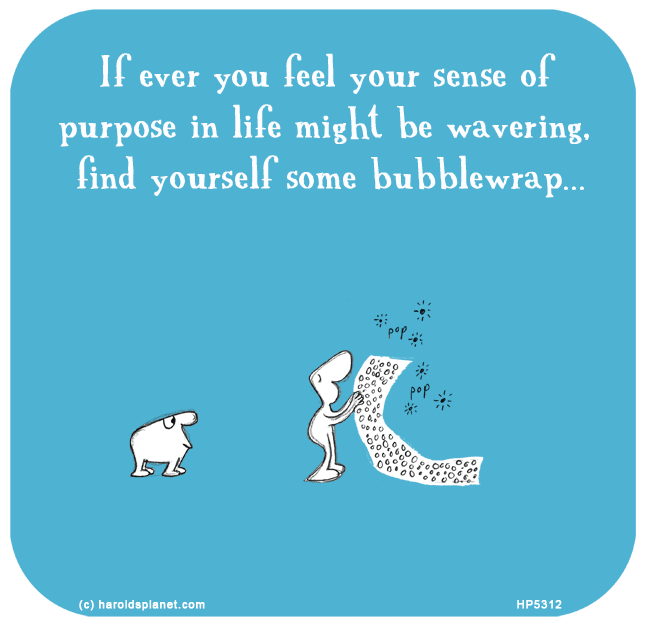 If ever you feel your sense of
purpose in life might be wavering,
find yourself some bubblewrap...
pop
pop
(c) haroldsplanet.com
HP5312